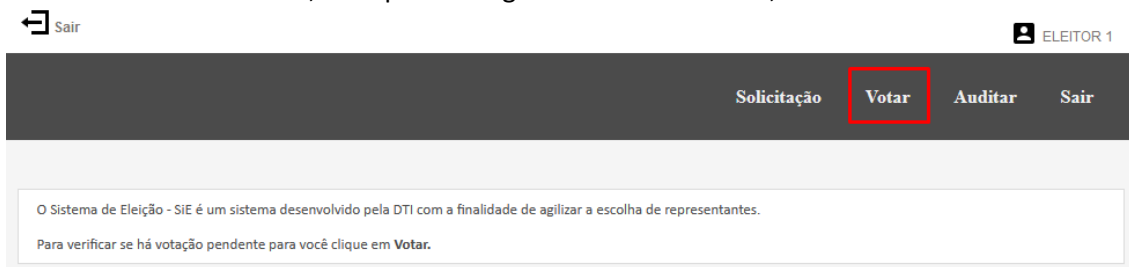 Sair
ELEITOR 1
Solicitação Votar Auditar Sair
O Sistema de Eleição - SiE é um sistema desenvolvido pela DTI com a finalidade de agilizar a escolha de representantes.
Para verificar se há votação pendente para você clique em Votar.